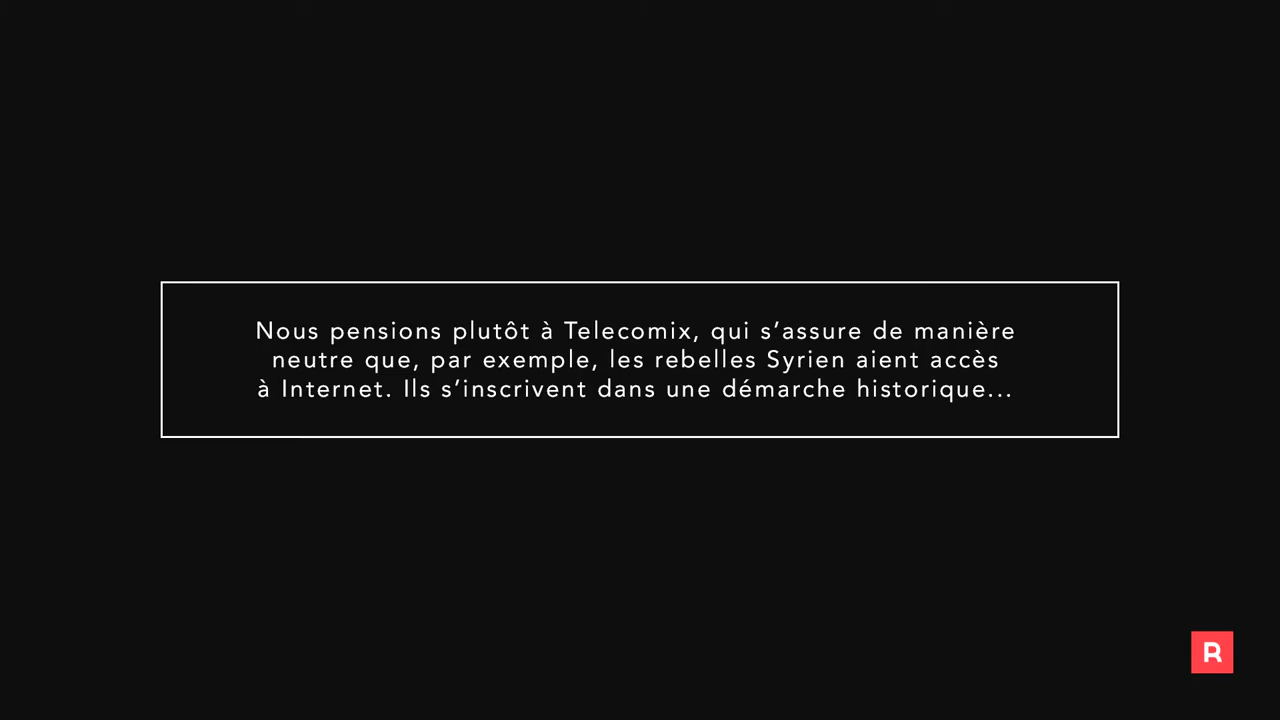 Nous pensions plutôt à Telecomix, qui s’assure de manière
neutre que, par exemple, les rebelles Syrien aient accès
à Internet. Ils s’inscrivent dans une démarche historique...
R